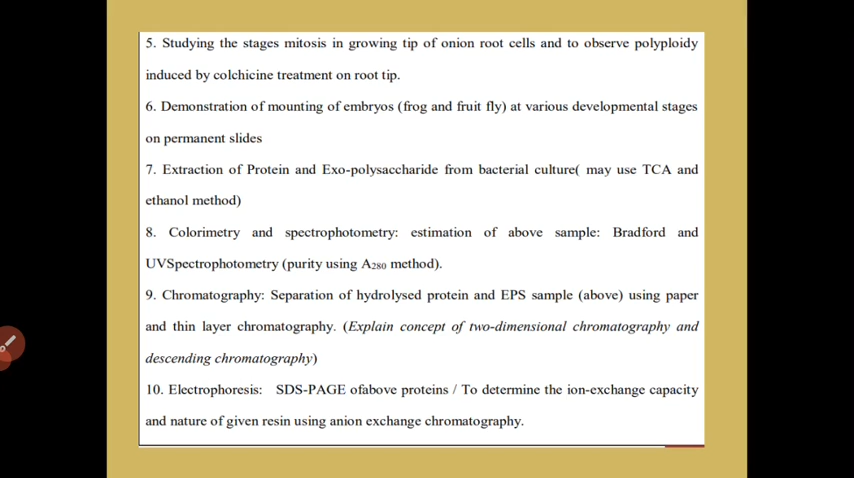 5. Studying the stages mitosis in growing tip of onion root cells and to observe polyploidy
induced by colchicine treatment on root tip.
6. Demonstration of mounting of embryos (frog and fruit fly) at various developmental stages
on permanent slides
7. Extraction of Protein and Exo-polysaccharide from bacterial culture( may use TCA and
ethanol method)
8. Colorimetry and spectrophotometry: estimation of above sample: Bradford and
UVSpectrophotometry (purity using A₂₈₀ method).
9. Chromatography: Separation of hydrolysed protein and EPS sample (above) using paper
and thin layer chromatography. (Explain concept of two-dimensional chromatography and
descending chromatography)
10. Electrophoresis: SDS-PAGE ofabove proteins / To determine the ion-exchange capacity
and nature of given resin using anion exchange chromatography.